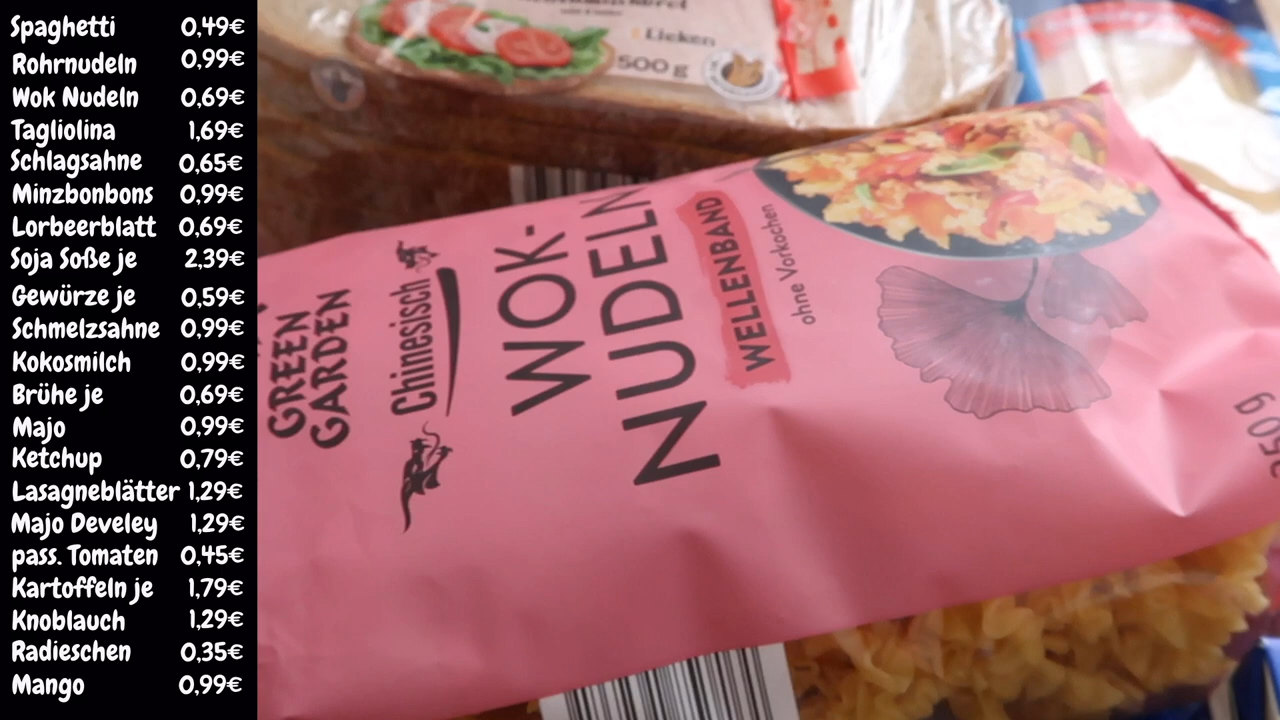 Spaghetti 0,49€
Rohrnudeln 0,99€
Wok Nudeln 0,69€
Tagliolina 1,69€
Schlagsahne 0,65€
Minzbonbons 0,99€
Lorbeerblatt 0,69€
Soja Soße je 2,39€
Gewürze je 0,59€
Schmelzsahne 0,99€
Kokosmilch 0,99€
Brühe je 0,69€
Majo 0,99€
Ketchup 0,79€
Lasagneblätter 1,29€
Majo Develey 1,29€
pass. Tomaten 0,45€
Kartoffeln je 1,79€
Knoblauch 1,29€
Radieschen 0,35€
Mango 0,99€
Lieken
500 g
GREEN
GARDEN
Chinesisch
WOK-
NUDELN
WELLENBAND
ohne Vorkochen